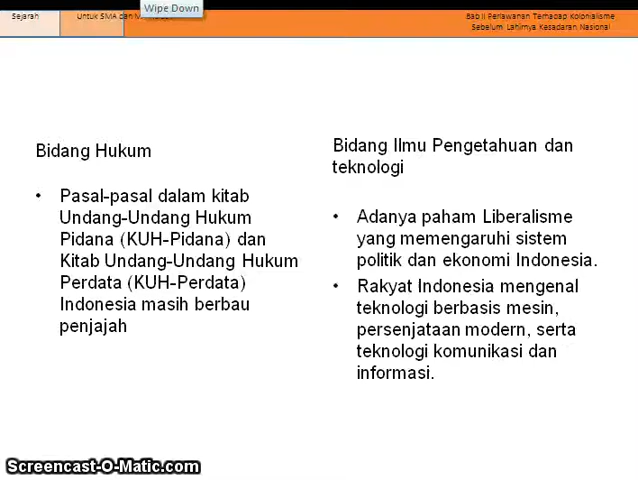 Wipe Down
Sejarah
Untuk SMA dan
Bab II Perlawanan Terhadap Kolonialisme
Sebelum Lahirnya Kesadaran Nasional
Bidang Hukum
• Pasal-pasal dalam kitab
Undang-Undang Hukum
Pidana (KUH-Pidana) dan
Kitab Undang-Undang Hukum
Perdata (KUH-Perdata)
Indonesia masih berbau
penjajah
Bidang Ilmu Pengetahuan dan
teknologi
• Adanya paham Liberalisme
yang memengaruhi sistem
politik dan ekonomi Indonesia.
• Rakyat Indonesia mengenal
teknologi berbasis mesin,
persenjataan modern, serta
teknologi komunikasi dan
informasi.
Screencast-O-Matic.com